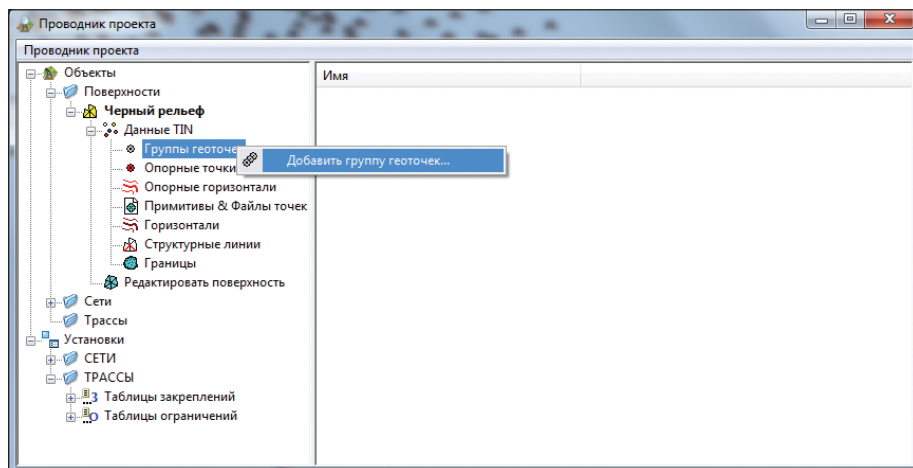 Проводник проекта
Проводник проекта
Объекты
Имя
Поверхности
Черный рельеф
Данные TIN
Группы геоточе
Добавить группу геоточек...
Опорные точки
Опорные горизонтали
Примитивы & Файлы точек
Горизонтали
Структурные линии
Границы
Редактировать поверхность
Сети
Трассы
Установки
СЕТИ
ТРАССЫ
Таблицы закреплений
Таблицы ограничений